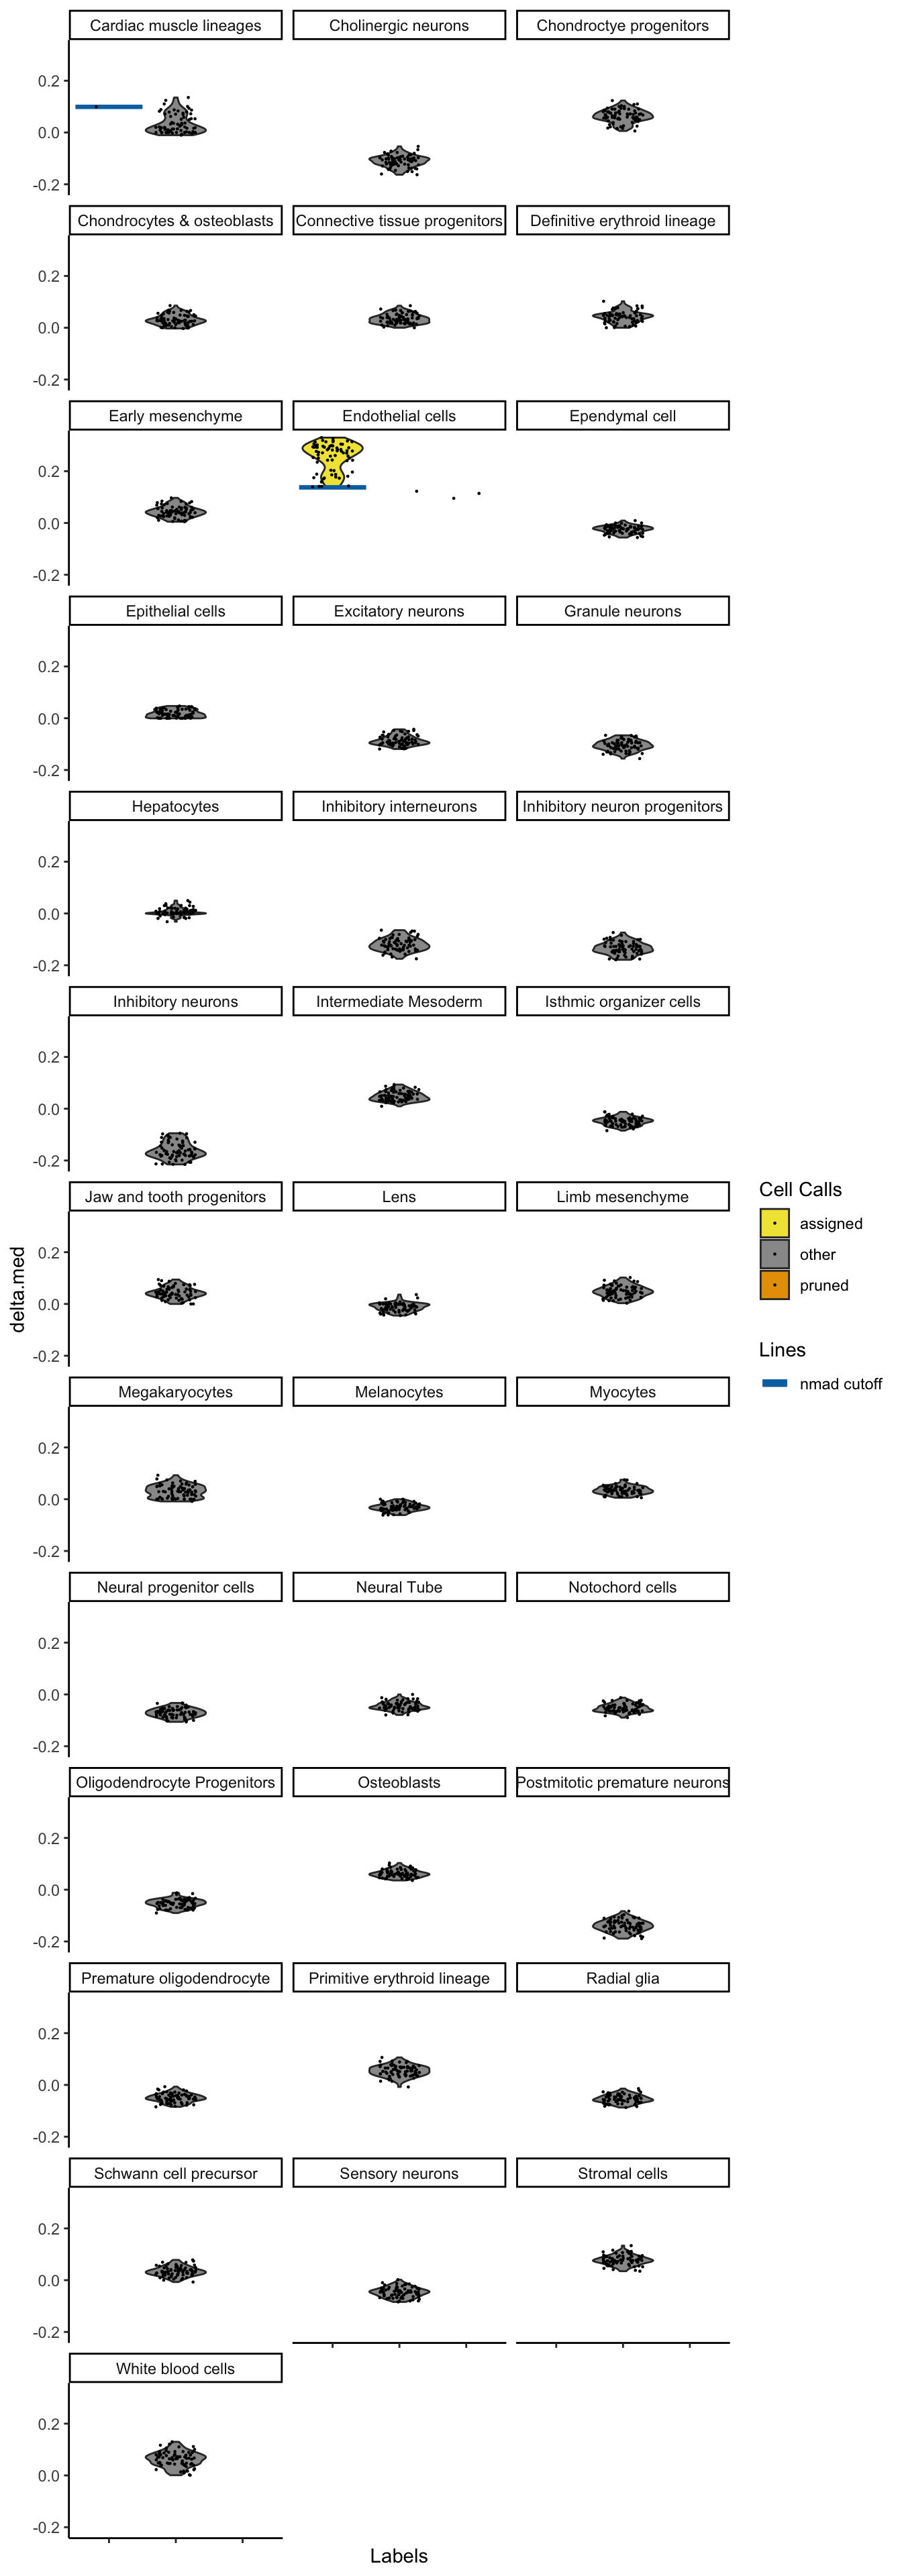 Cardiac muscle lineages
Cholinergic neurons
Chondroctye progenitors
0.2
0.0
-0.2
Chondrocytes & osteoblasts
Connective tissue progenitors
Definitive erythroid lineage
0.2
0.0
-0.2
Early mesenchyme
Endothelial cells
Ependymal cell
0.2
0.0
-0.2
Epithelial cells
Excitatory neurons
Granule neurons
0.2
0.0
-0.2
Hepatocytes
Inhibitory interneurons
Inhibitory neuron progenitors
0.2
0.0
-0.2
Inhibitory neurons
Intermediate Mesoderm
Isthmic organizer cells
0.2
0.0
-0.2
Jaw and tooth progenitors
Lens
Limb mesenchyme
0.2
0.0
-0.2
Megakaryocytes
Melanocytes
Myocytes
0.2
0.0
-0.2
Neural progenitor cells
Neural Tube
Notochord cells
0.2
0.0
-0.2
Oligodendrocyte Progenitors
Osteoblasts
Postmitotic premature neurons
0.2
0.0
-0.2
Premature oligodendrocyte
Primitive erythroid lineage
Radial glia
0.2
0.0
-0.2
Schwann cell precursor
Sensory neurons
Stromal cells
0.2
0.0
-0.2
White blood cells
0.2
0.0
-0.2
delta.med
Labels
Cell Calls
assigned
other
pruned
Lines
nmad cutoff